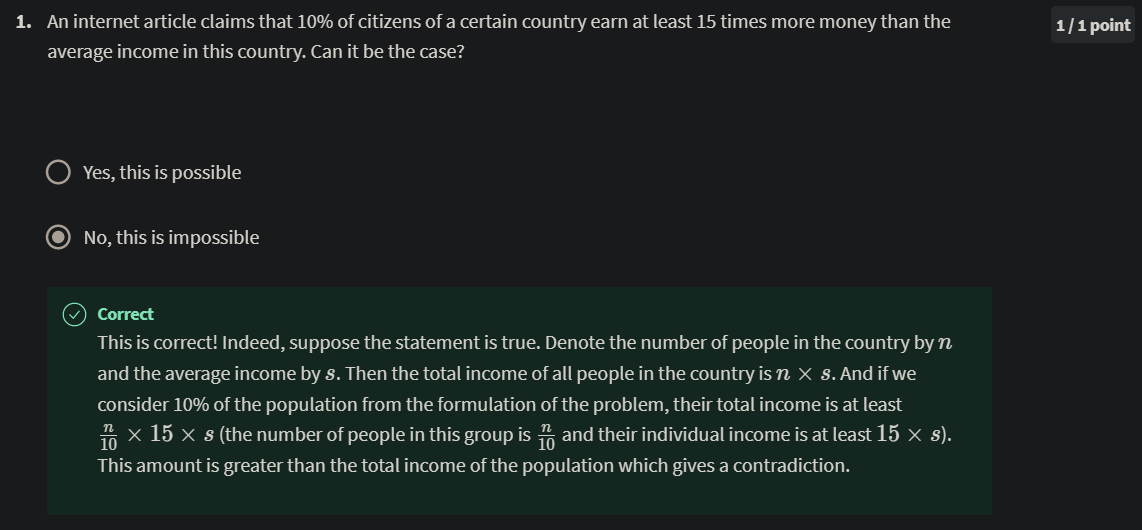 1. An internet article claims that 10% of citizens of a certain country earn at least 15 times more money than the
1 / 1 point
average income in this country. Can it be the case?
Yes, this is possible
No, this is impossible
Correct
This is correct! Indeed, suppose the statement is true. Denote the number of people in the country by n
and the average income by s. Then the total income of all people in the country is n × s. And if we
consider 10% of the population from the formulation of the problem, their total income is at least
n/10 × 15 × s (the number of people in this group is n/10 and their individual income is at least 15 × s).
This amount is greater than the total income of the population which gives a contradiction.